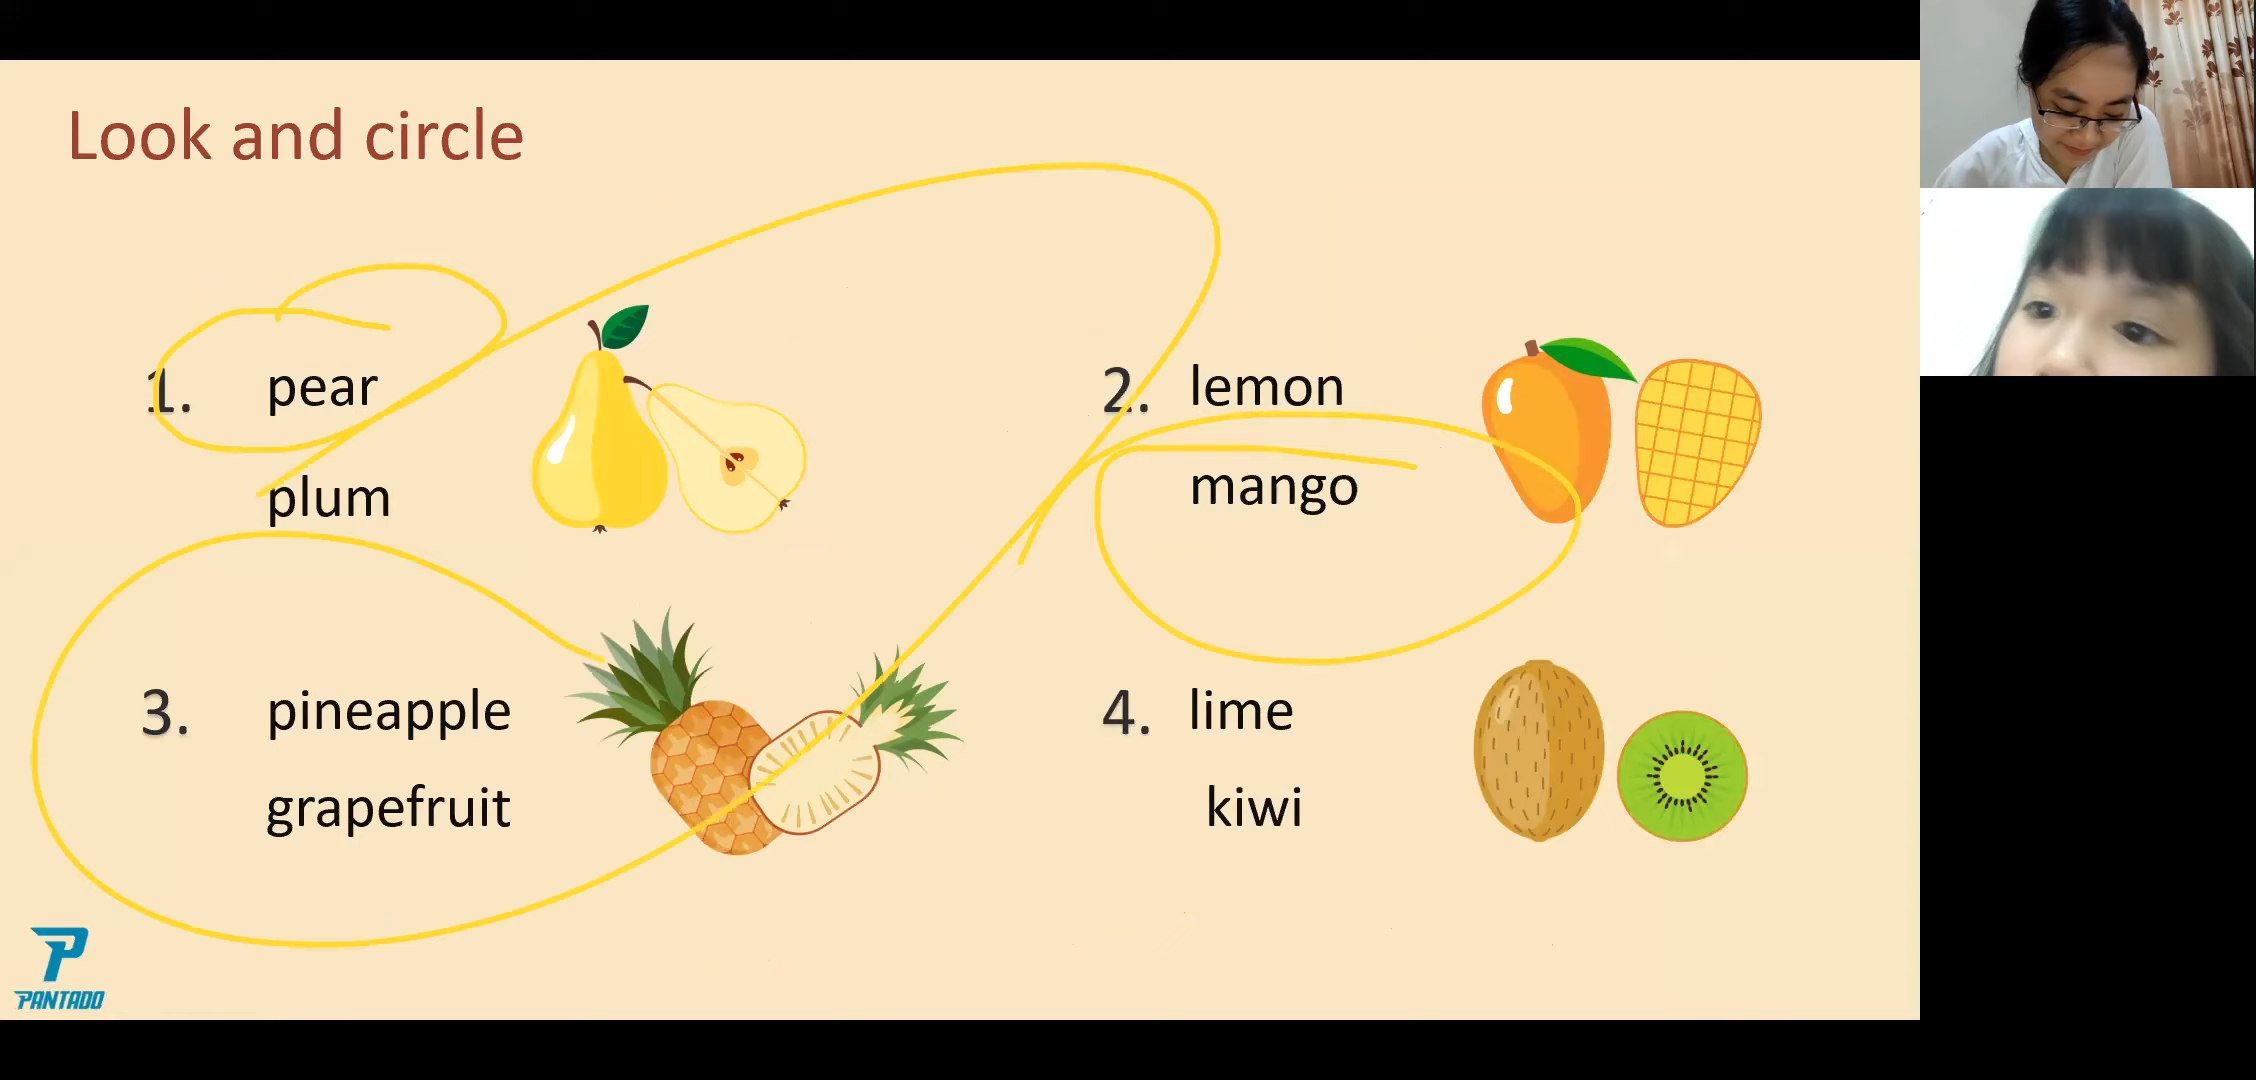 Look and circle
1. pear
plum
2. lemon
mango
3. pineapple
grapefruit
4. lime
kiwi
PANTADO